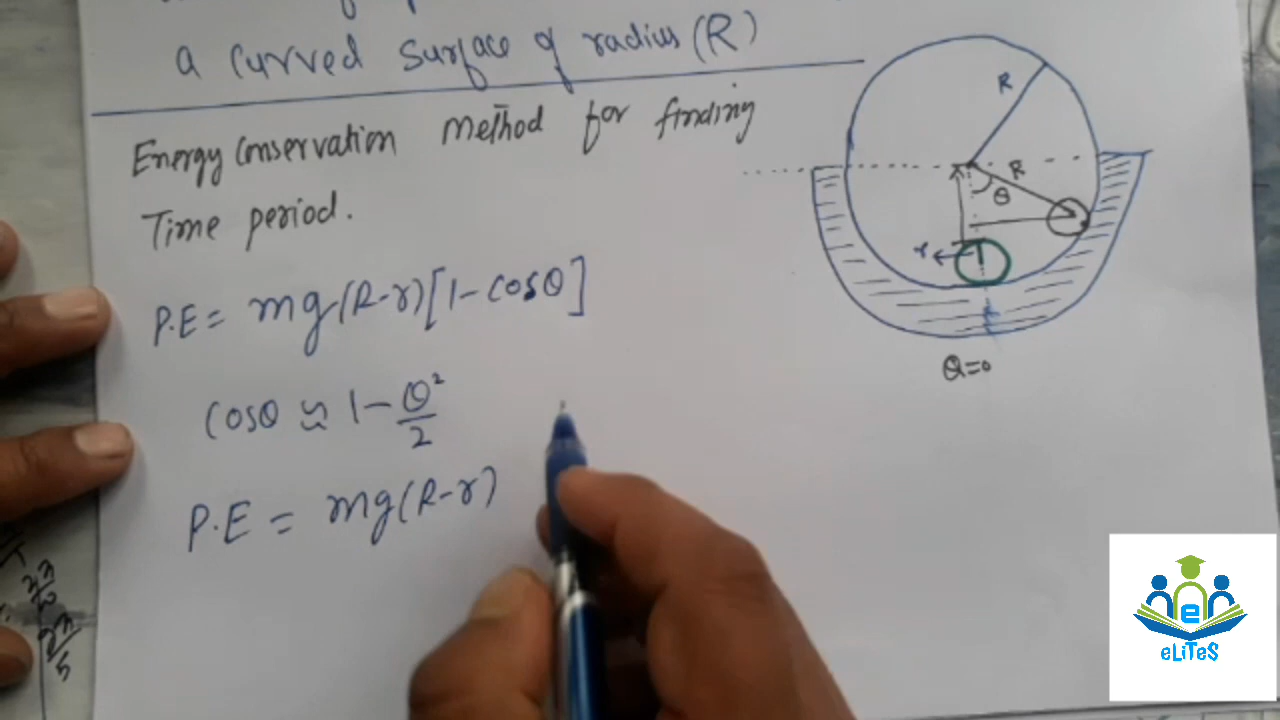 a curved surface of radius (R)
Energy conservation method for finding
Time period.
P.E = mg(R-r)[1-cosθ]
cosθ ≈ 1-θ²/2
P.E = mg(R-r)
R
R
θ
r
θ=0
e
eLiTeS